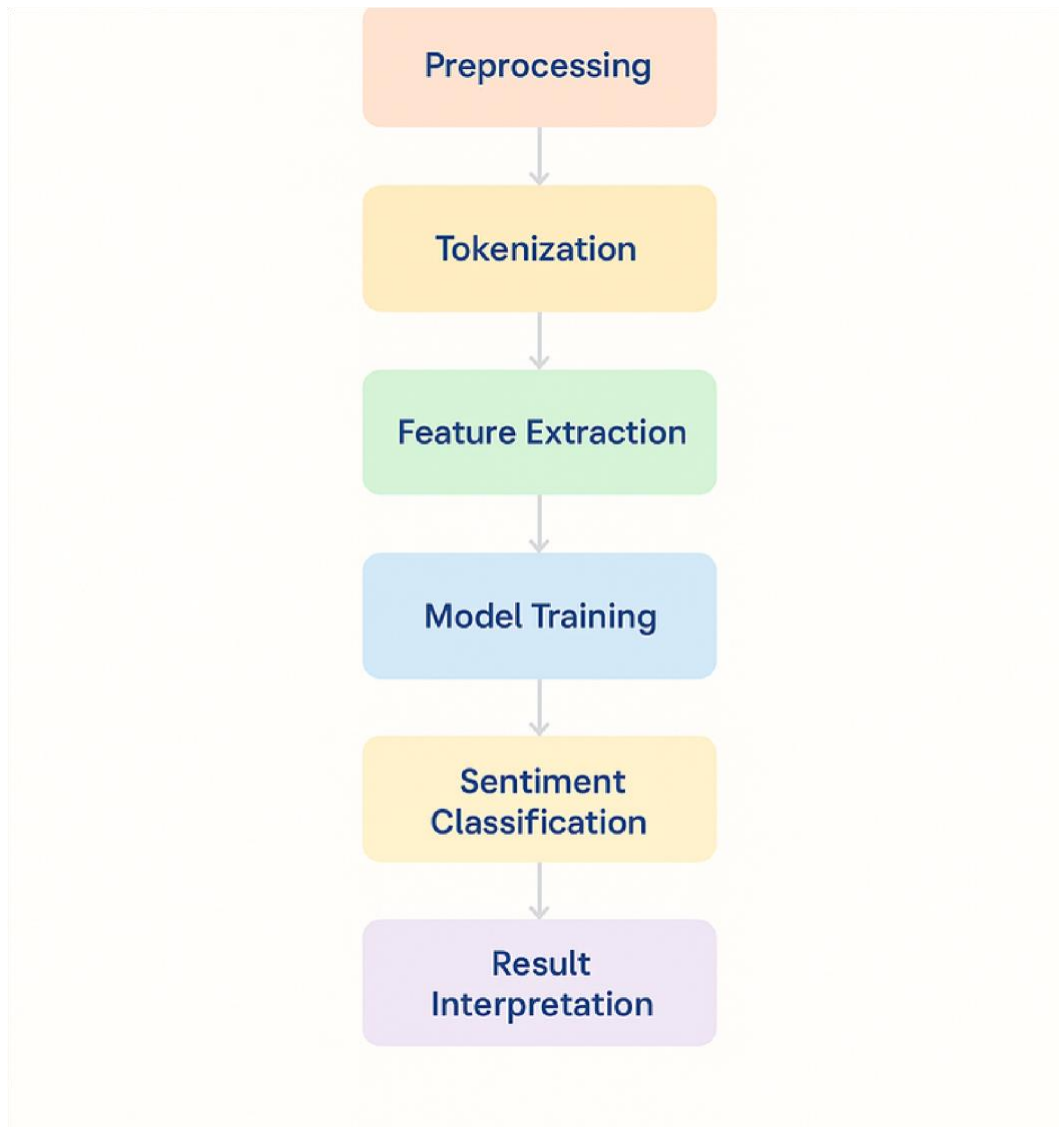 Preprocessing
Tokenization
Feature Extraction
Model Training
Sentiment
Classification
Result
Interpretation